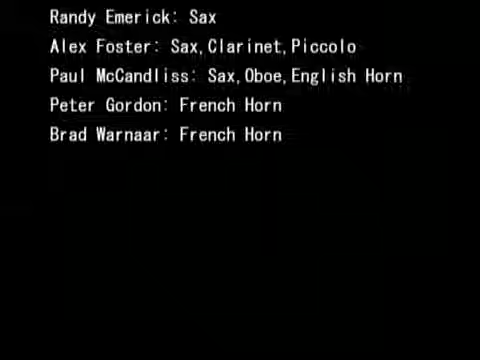 Randy Emerick: Sax
Alex Foster: Sax,Clarinet,Piccolo
Paul McCandliss: Sax,Oboe,English Horn
Peter Gordon: French Horn
Brad Warnaar: French Horn